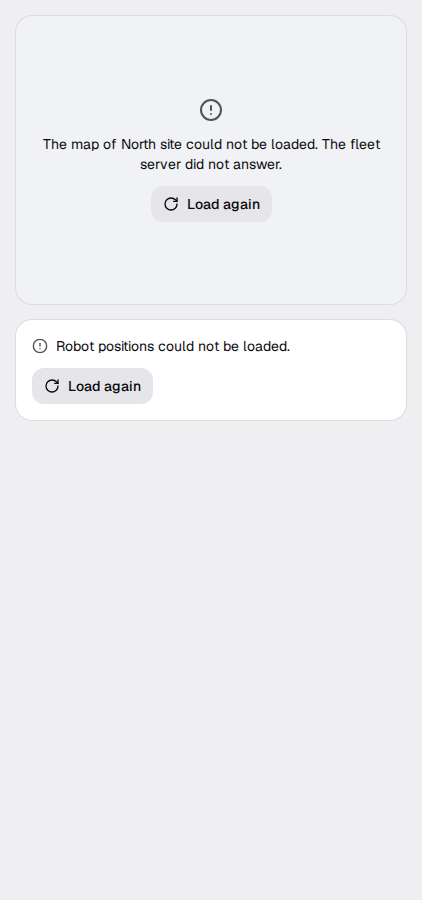 The map of North site could not be loaded. The fleet
server did not answer.
Load again
Robot positions could not be loaded.
Load again